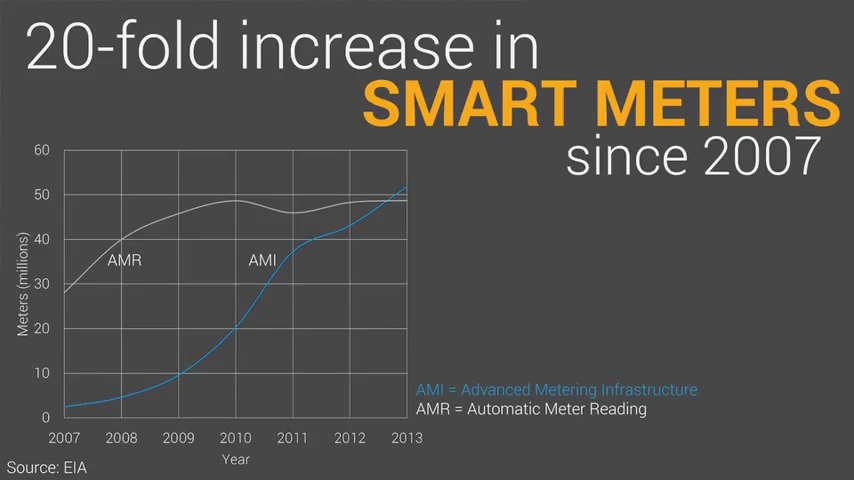 20-fold increase in
SMART METERS
since 2007
60
50
40
30
20
10
0
Meters (millions)
AMR
AMI
2007 2008 2009 2010 2011 2012 2013
Year
AMI = Advanced Metering Infrastructure
AMR = Automatic Meter Reading
Source: EIA